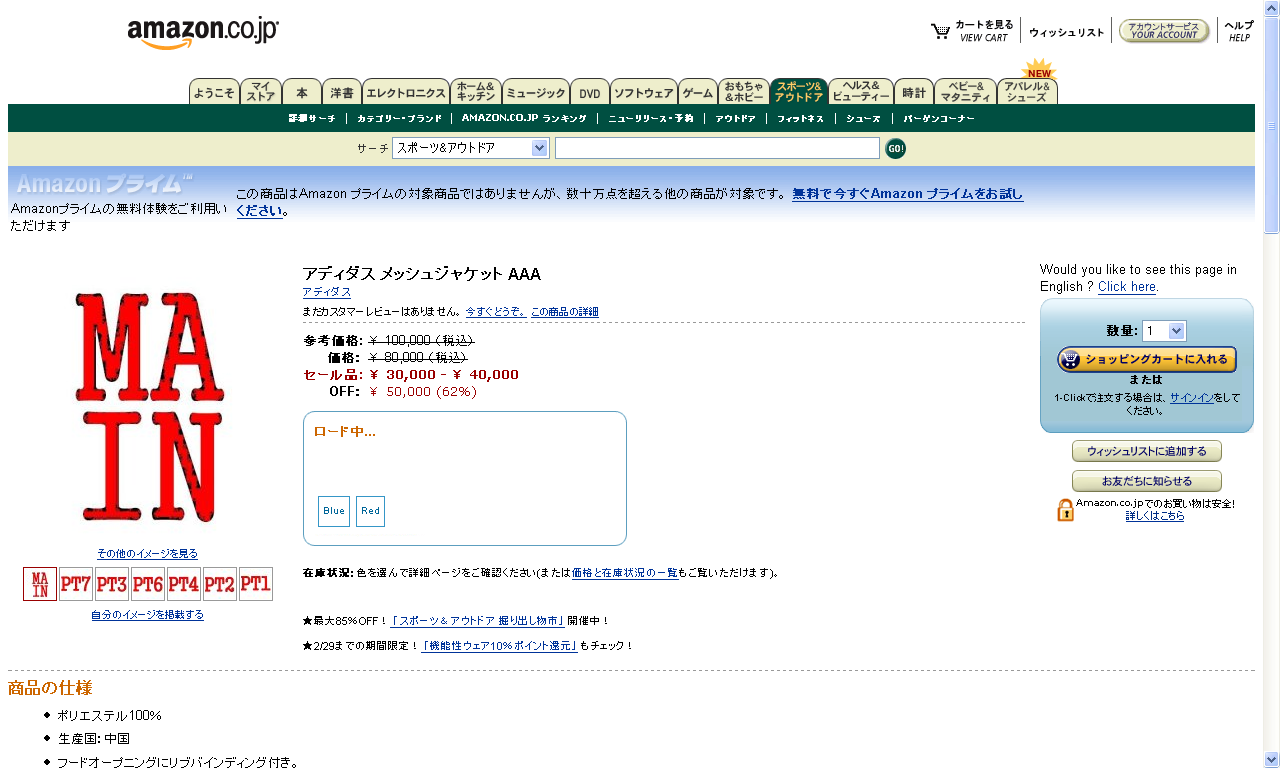 amazon.co.jp
カートを見る
VIEW CART
ウィッシュリスト
アカウントサービス
YOUR ACCOUNT
ヘルプ
HELP
NEW
ようこそ
マイ
ストア
本
洋書
エレクトロニクス
ホーム&
キッチン
ミュージック
DVD
ソフトウェア
ゲーム
おもちゃ
&ホビー
スポーツ&
アウトドア
ヘルス&
ビューティー
時計
ベビー&
マタニティ
アパレル&
シューズ
詳細サーチ
カテゴリー・ブランド
AMAZON.CO.JP ランキング
ニューリリース・予約
アウトドア
フィットネス
シューズ
バーゲンコーナー
サーチ
スポーツ&アウトドア
GO!
Amazon プライム™
Amazonプライムの無料体験をご利用い
ただけます
この商品はAmazon プライムの対象商品ではありませんが、数十万点を超える他の商品が対象です。 無料で今すぐAmazon プライムをお試し
ください。
MA
IN
その他のイメージを見る
MA
IN
PT7
PT3
PT6
PT4
PT2
PT1
自分のイメージを掲載する
アディダス メッシュジャケット AAA
アディダス
まだカスタマーレビューはありません。 今すぐどうぞ。 この商品の詳細
参考価格: ￥ 100,000 (税込)
価格: ￥ 80,000 (税込)
セール品: ￥ 30,000 - ￥ 40,000
OFF: ￥ 50,000 (62%)
ロード中...
Blue
Red
在庫状況: 色を選んで詳細ページをご確認ください(または価格と在庫状況の一覧もご覧いただけます)。
★最大85%OFF！「スポーツ＆アウトドア 掘り出し物市」開催中！
★2/29までの期間限定！「機能性ウェア10%ポイント還元」もチェック！
Would you like to see this page in
English ? Click here.
数量: 1
ショッピングカートに入れる
または
1-Clickで注文する場合は、サインインをして
ください。
ウィッシュリストに追加する
お友だちに知らせる
Amazon.co.jpでのお買い物は安全!
詳しくはこちら
商品の仕様
ポリエステル100%
生産国: 中国
フードオープニングにリブバインディング付き。